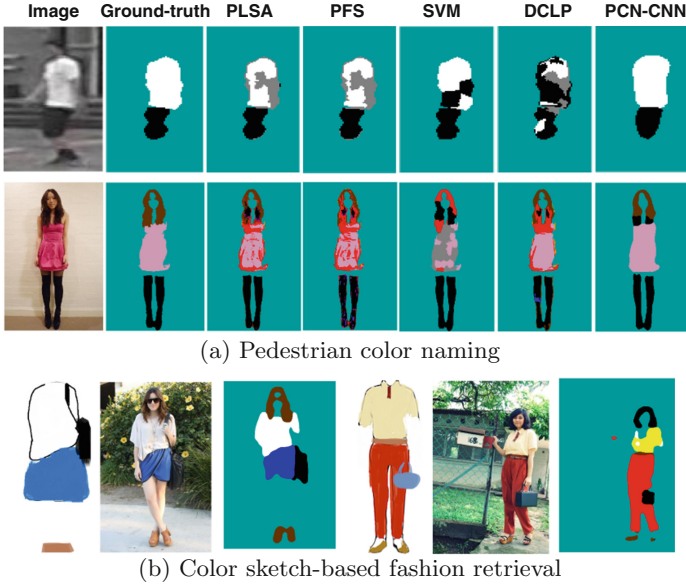 Image Ground-truth PLSA PFS SVM DCLP PCN-CNN
(a) Pedestrian color naming
(b) Color sketch-based fashion retrieval